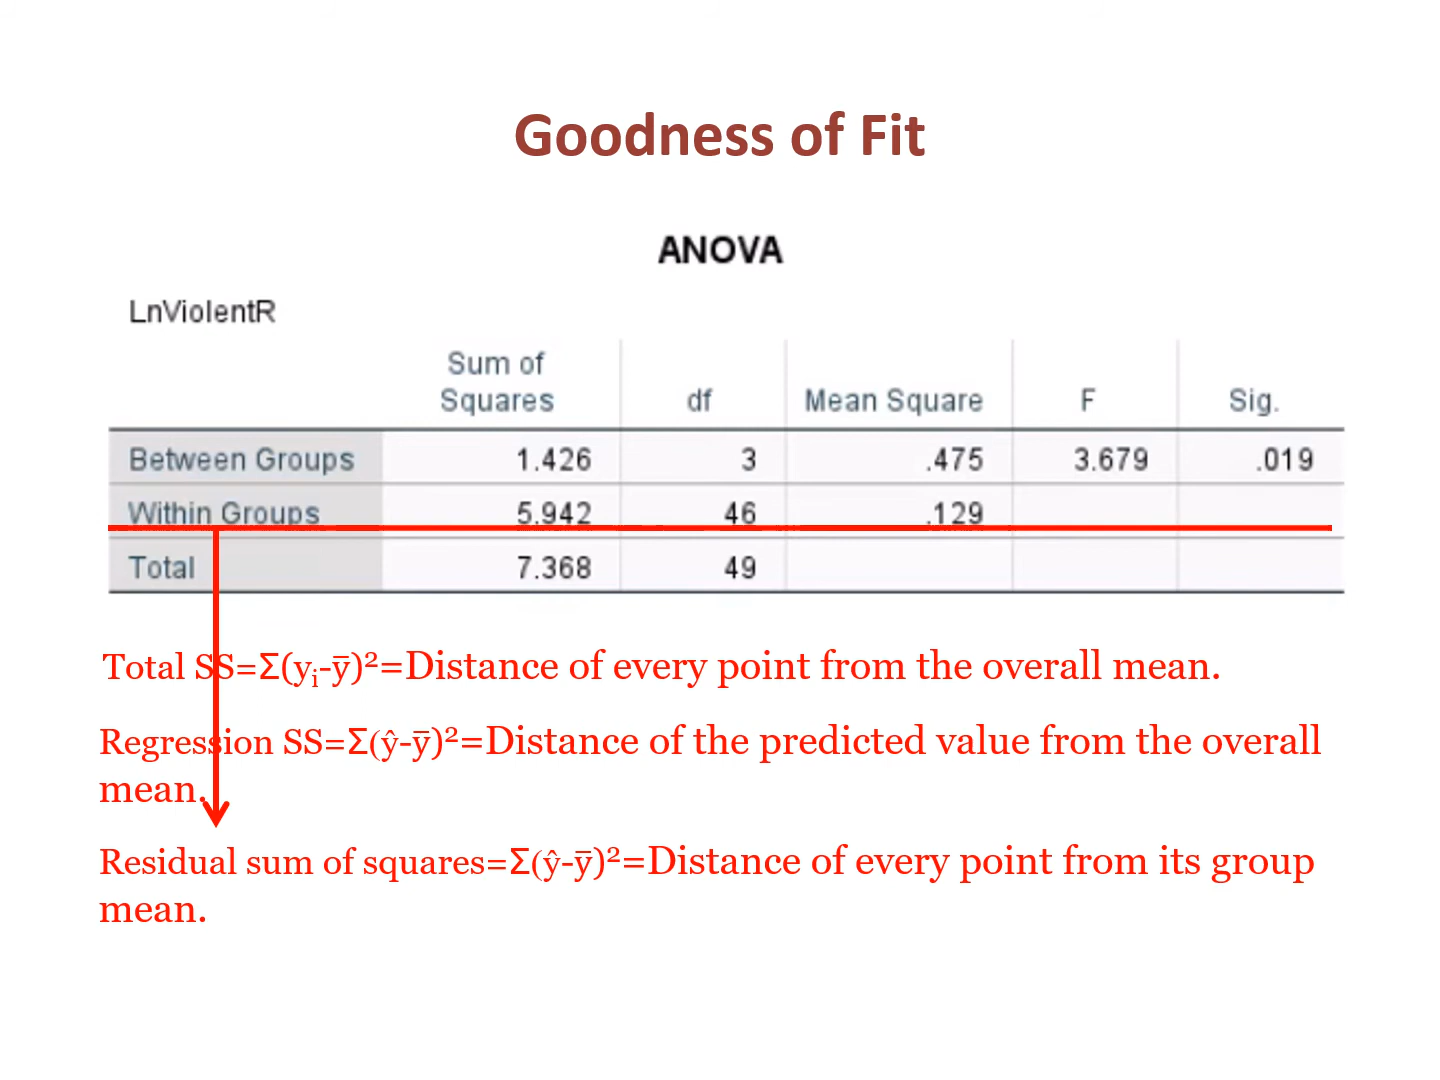 Goodness of Fit
ANOVA
LnViolentR
Sum of Squares df Mean Square F Sig.
Between Groups 1.426 3 .475 3.679 .019
Within Groups 5.942 46 .129
Total 7.368 49
Total SS=Σ(yᵢ-ȳ)²=Distance of every point from the overall mean.
Regression SS=Σ(ŷ-ȳ)²=Distance of the predicted value from the overall
mean.
Residual sum of squares=Σ(ŷ-ȳ)²=Distance of every point from its group
mean.